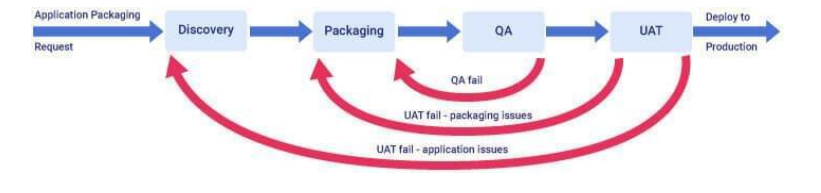 Application Packaging
Request
Discovery
Packaging
QA
UAT
Deploy to
Production
QA fail
UAT fail - packaging issues
UAT fail - application issues